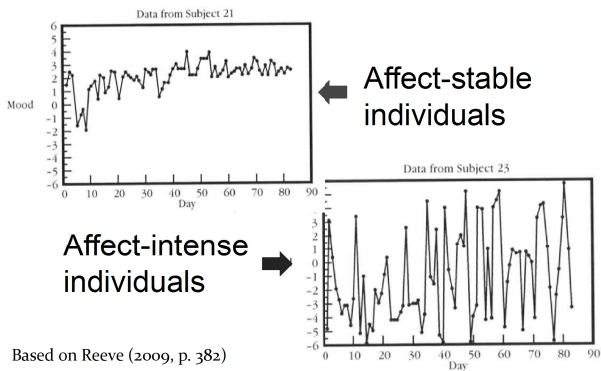 Data from Subject 21
6
5
4
3
2
1
0
-1
-2
-3
-4
-5
-6
Mood
0 10 20 30 40 50 60 70 80 90
Day
Affect-stable
individuals
Data from Subject 23
3
2
1
0
-1
-2
-3
-4
-5
-6
0 10 20 30 40 50 60 70 80 90
Day
Affect-intense
individuals
Based on Reeve (2009, p. 382)